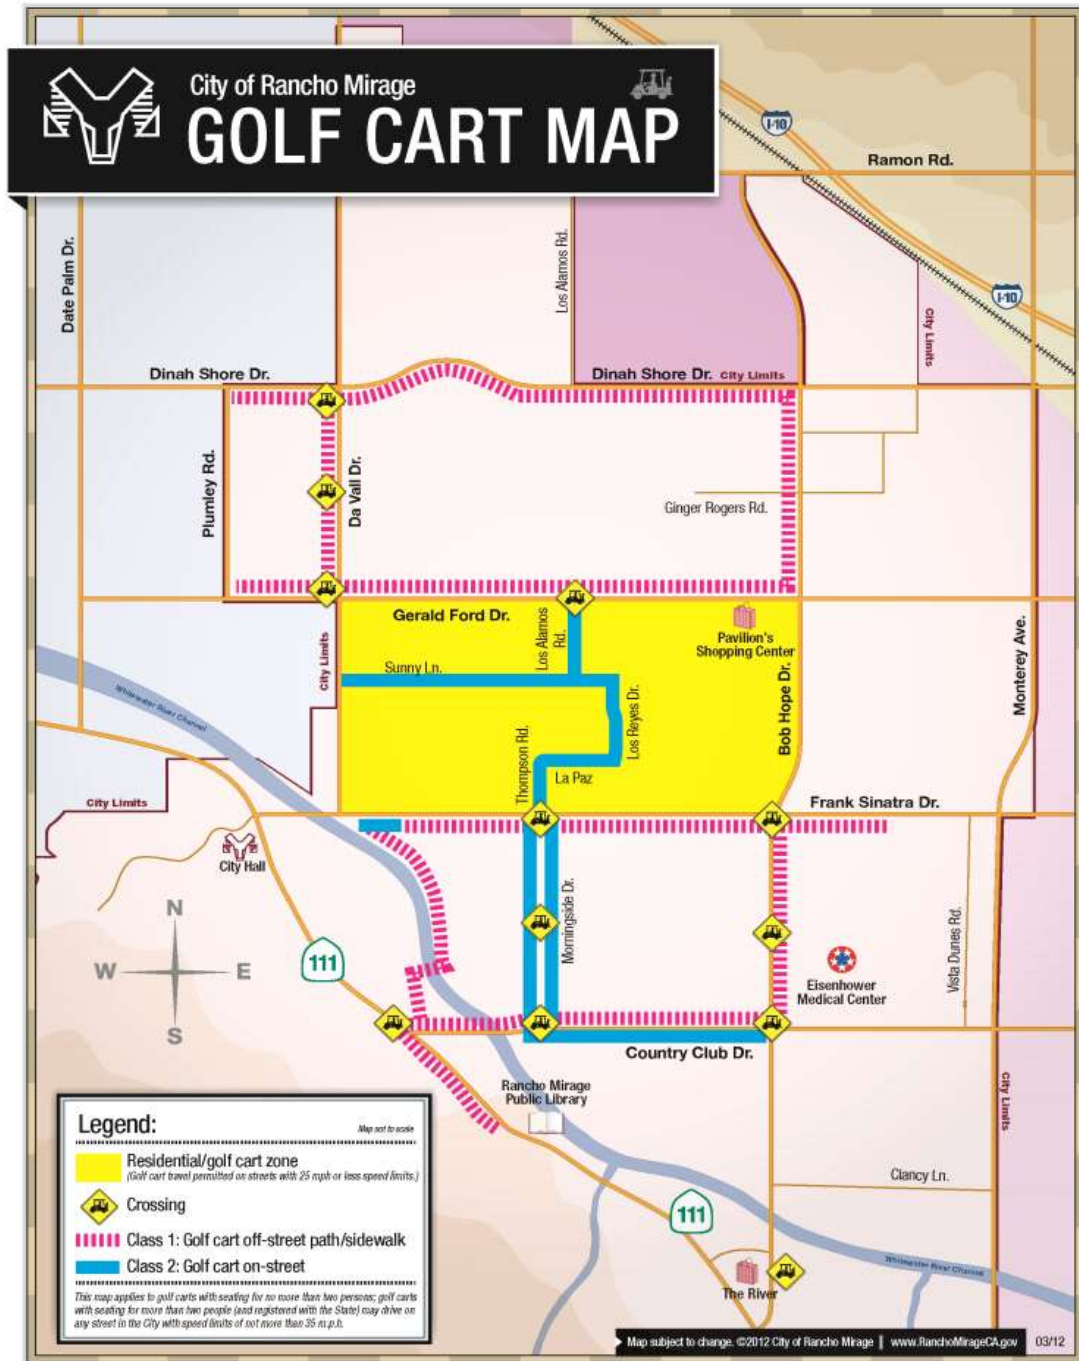 City of Rancho Mirage
GOLF CART MAP
I-10
Ramon Rd.
Date Palm Dr.
Los Alamos Rd.
I-10
City Limits
Dinah Shore Dr.
Dinah Shore Dr.
City Limits
Plumley Rd.
Da Vall Dr.
Ginger Rogers Rd.
Gerald Ford Dr.
Los Alamos
Rd.
Pavilion's
Shopping Center
City Limits
Sunny Ln.
Monterey Ave.
Whitewater River Channel
Los Reyes Dr.
Bob Hope Dr.
Thompson Rd.
La Paz
City Limits
Frank Sinatra Dr.
City Hall
N
W
E
S
111
Morningside Dr.
Vista Dunes Rd.
Eisenhower
Medical Center
Country Club Dr.
Rancho Mirage
Public Library
City Limits
Clancy Ln.
111
Whitewater River Channel
The River
Legend:
Map not to scale
Residential/golf cart zone
(Golf cart travel permitted on streets with 25 mph or less speed limits.)
Crossing
Class 1: Golf cart off-street path/sidewalk
Class 2: Golf cart on-street
This map applies to golf carts with seating for no more than two persons; golf carts
with seating for more than two people (and registered with the State) may drive on
any street in the City with speed limits of not more than 35 m.p.h.
Map subject to change. ©2012 City of Rancho Mirage | www.RanchoMirageCA.gov 03/12